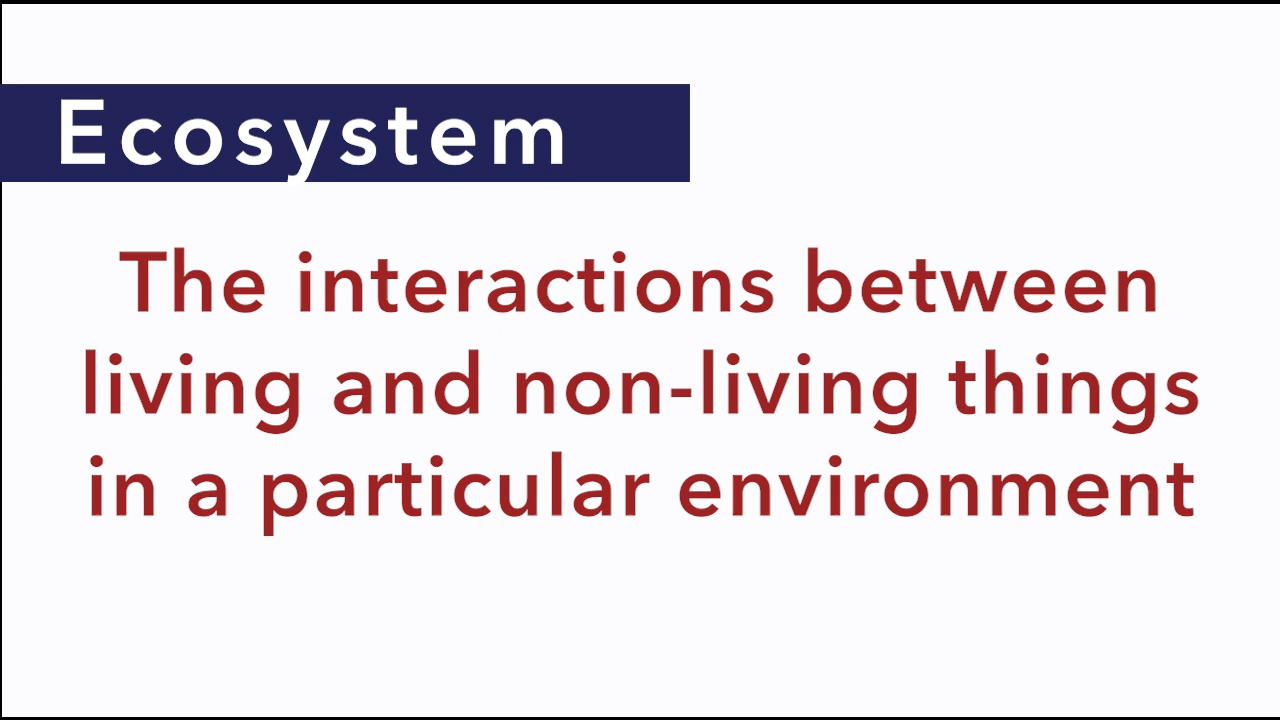 Ecosystem
The interactions between
living and non-living things
in a particular environment